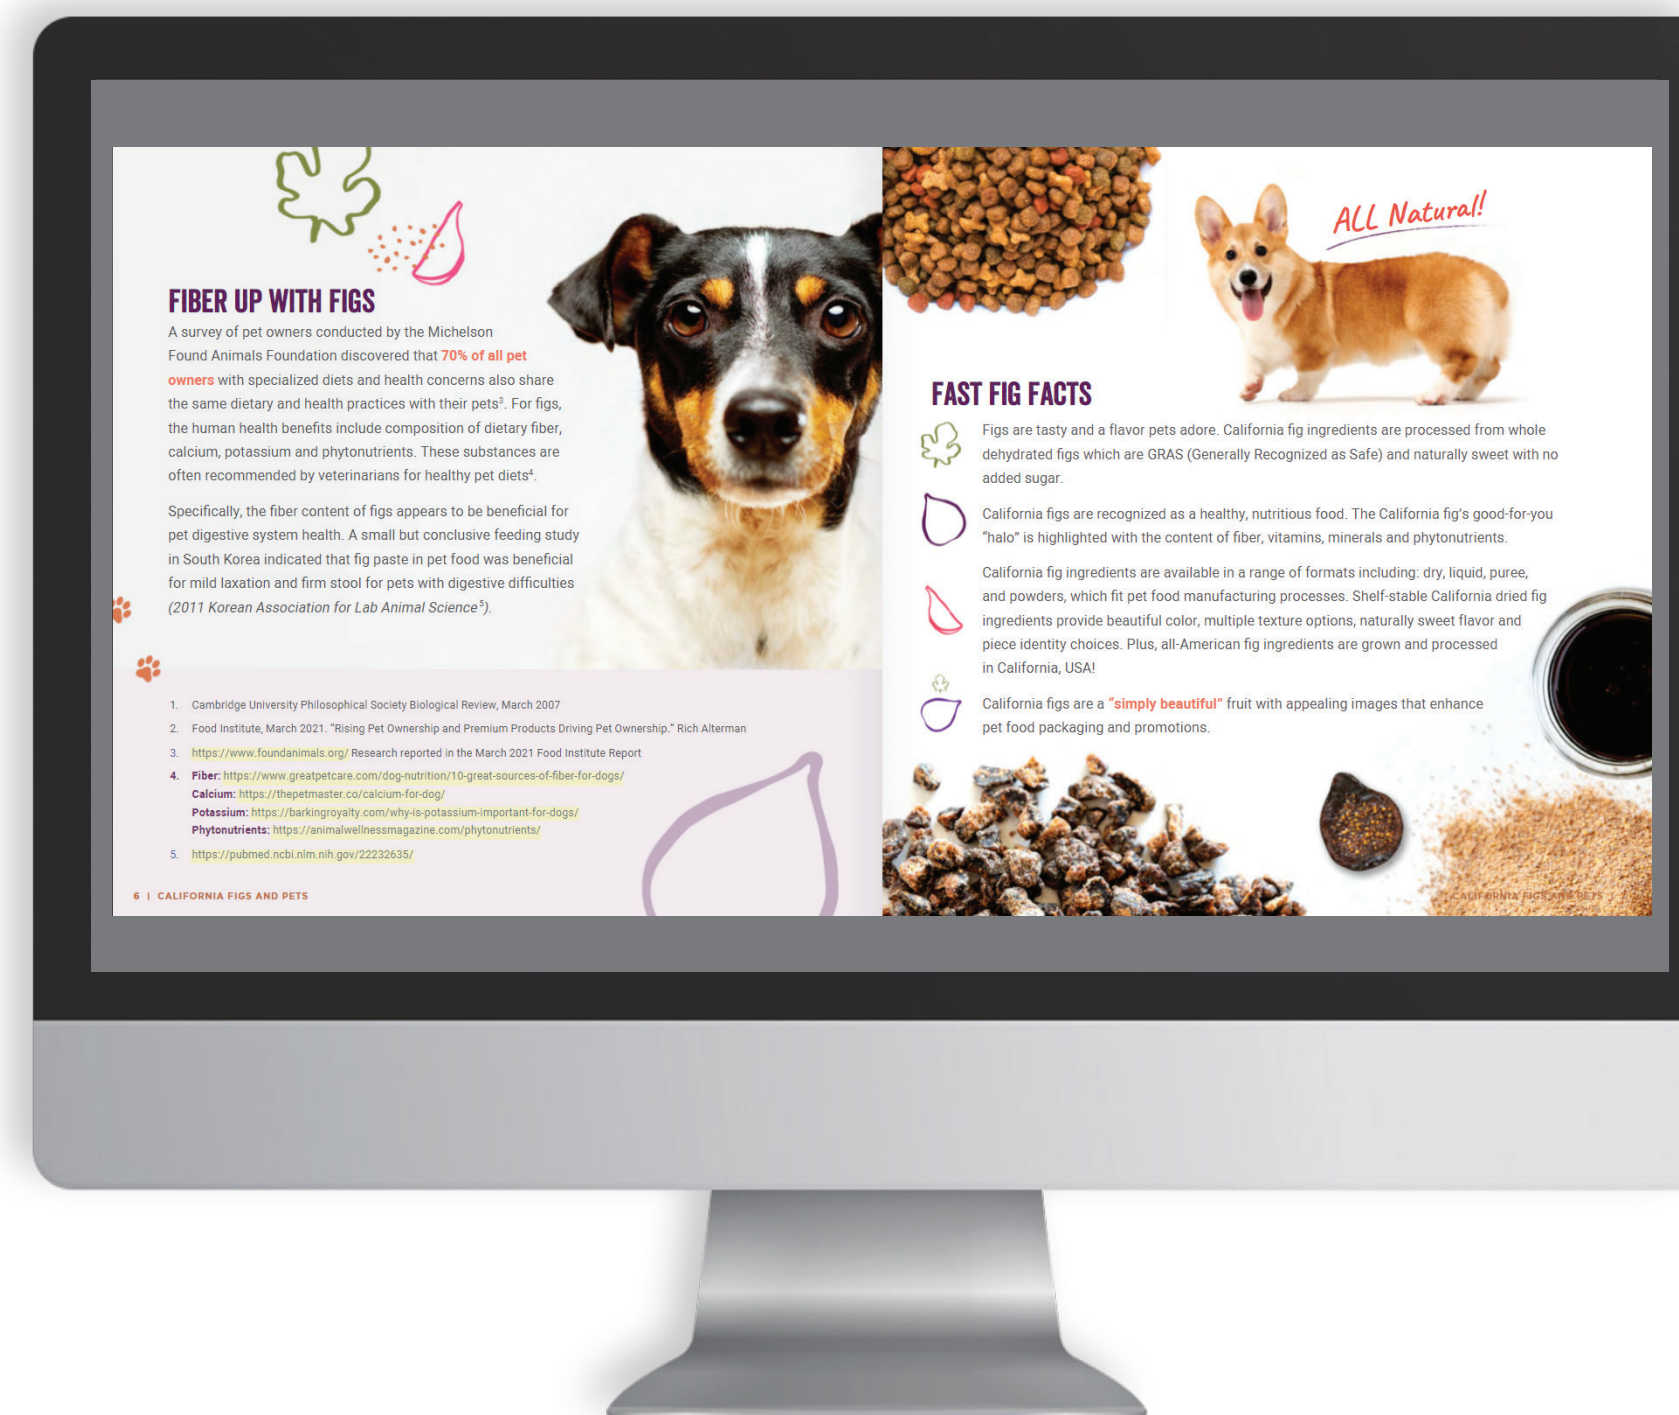 FIBER UP WITH FIGS
A survey of pet owners conducted by the Michelson
Found Animals Foundation discovered that 70% of all pet
owners with specialized diets and health concerns also share
the same dietary and health practices with their pets³. For figs,
the human health benefits include composition of dietary fiber,
calcium, potassium and phytonutrients. These substances are
often recommended by veterinarians for healthy pet diets⁴.
Specifically, the fiber content of figs appears to be beneficial for
pet digestive system health. A small but conclusive feeding study
in South Korea indicated that fig paste in pet food was beneficial
for mild laxation and firm stool for pets with digestive difficulties
(2011 Korean Association for Lab Animal Science⁵).
1. Cambridge University Philosophical Society Biological Review, March 2007
2. Food Institute, March 2021. "Rising Pet Ownership and Premium Products Driving Pet Ownership." Rich Alterman
3. https://www.foundanimals.org/ Research reported in the March 2021 Food Institute Report
4. Fiber: https://www.greatpetcare.com/dog-nutrition/10-great-sources-of-fiber-for-dogs/
Calcium: https://thepetmaster.co/calcium-for-dog/
Potassium: https://barkingroyalty.com/why-is-potassium-important-for-dogs/
Phytonutrients: https://animalwellnessmagazine.com/phytonutrients/
5. https://pubmed.ncbi.nlm.nih.gov/22232635/
6 | CALIFORNIA FIGS AND PETS
ALL Natural!
FAST FIG FACTS
Figs are tasty and a flavor pets adore. California fig ingredients are processed from whole
dehydrated figs which are GRAS (Generally Recognized as Safe) and naturally sweet with no
added sugar.
California figs are recognized as a healthy, nutritious food. The California fig's good-for-you
"halo" is highlighted with the content of fiber, vitamins, minerals and phytonutrients.
California fig ingredients are available in a range of formats including: dry, liquid, puree,
and powders, which fit pet food manufacturing processes. Shelf-stable California dried fig
ingredients provide beautiful color, multiple texture options, naturally sweet flavor and
piece identity choices. Plus, all-American fig ingredients are grown and processed
in California, USA!
California figs are a "simply beautiful" fruit with appealing images that enhance
pet food packaging and promotions.
CALIFORNIA FIGS AND PETS |